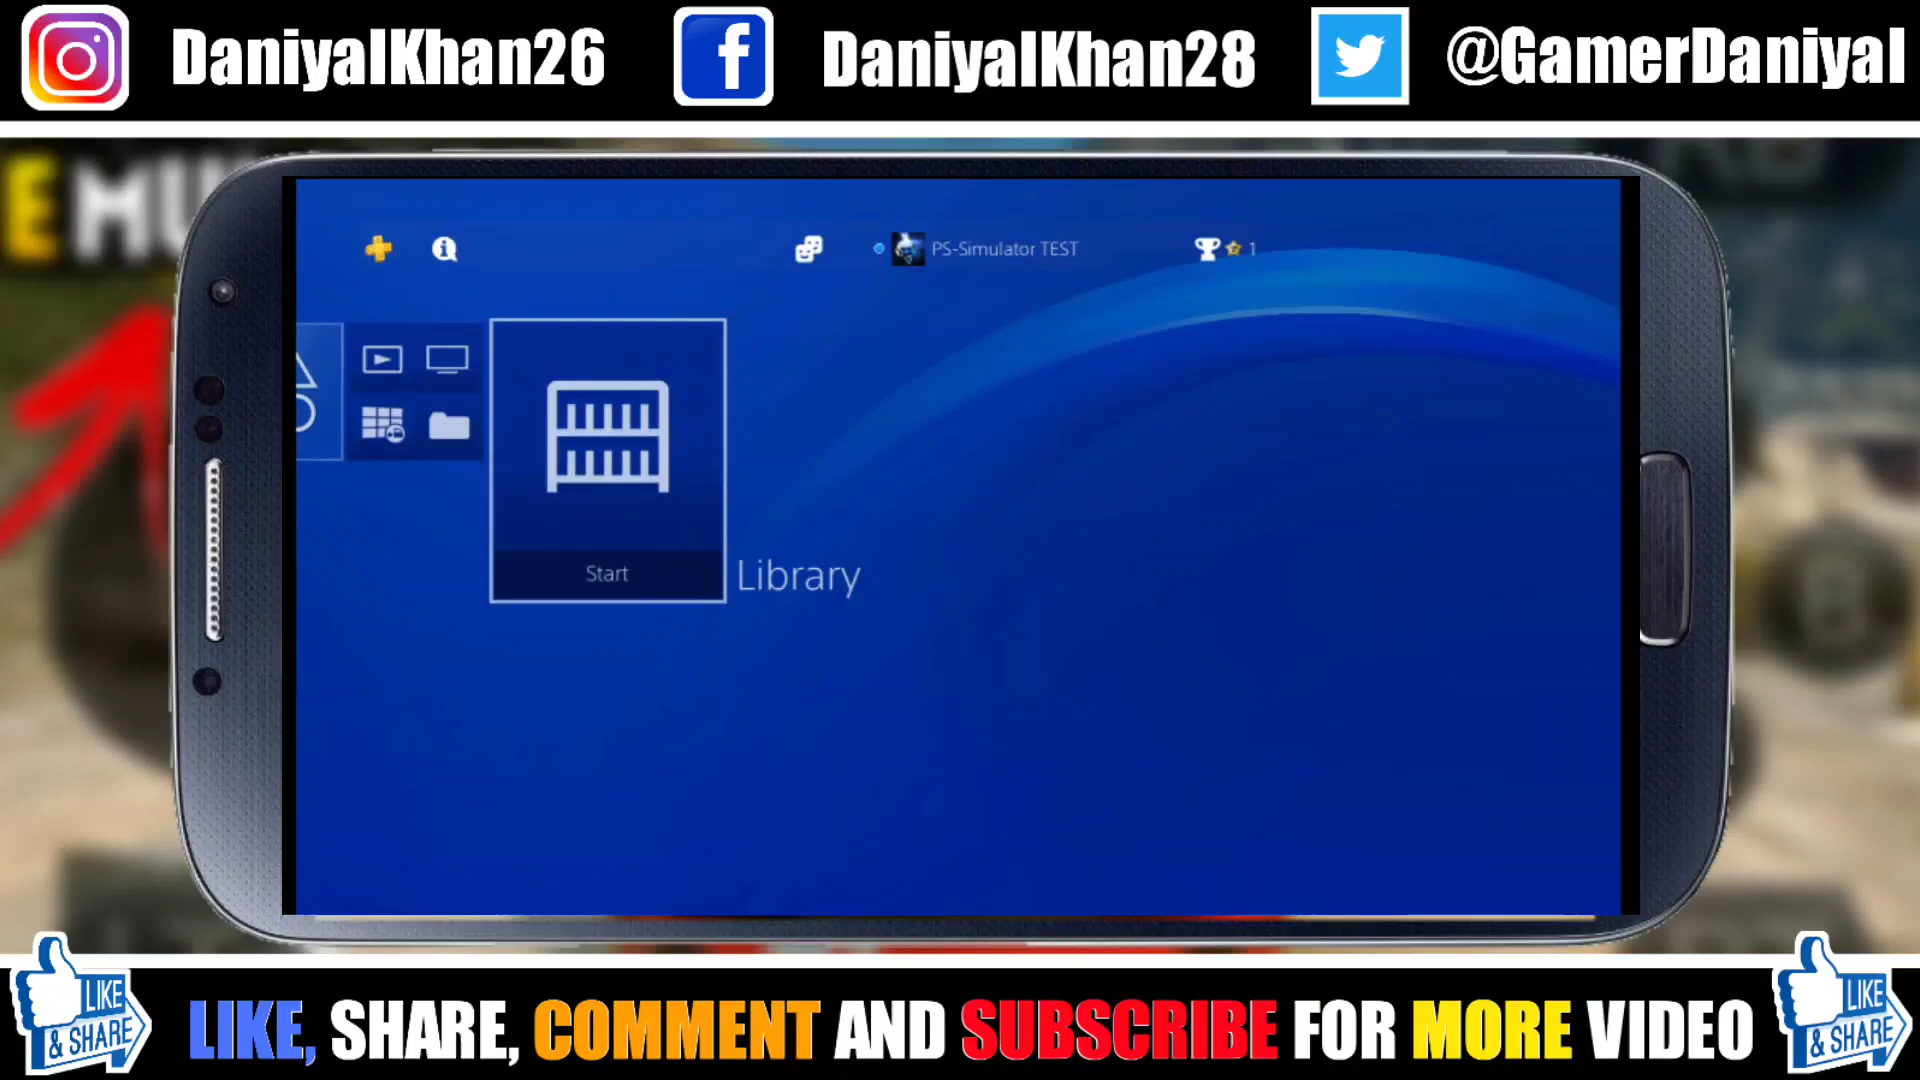 DaniyalKhan26 DaniyalKhan28 @GamerDaniyal
EMU
PS-Simulator TEST 1
Start Library
LIKE & SHARE
LIKE, SHARE, COMMENT AND SUBSCRIBE FOR MORE VIDEO
LIKE & SHARE